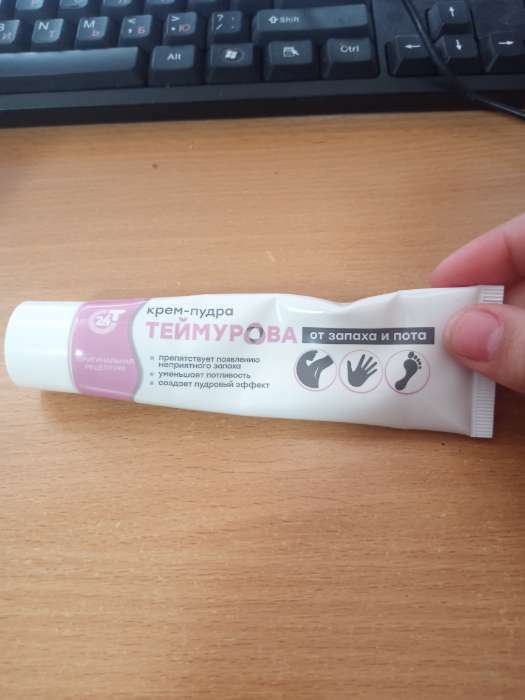 Shift
Alt
Ctrl
N
T
М
Ь
<
Б
>
Ю
?
24
Т
крем-пудра
ТЕЙМУРОВА
от запаха и пота
ОРИГИНАЛЬНАЯ
РЕЦЕПТУРА
• препятствует появлению
неприятного запаха
• уменьшает потливость
• создает пудровый эффект